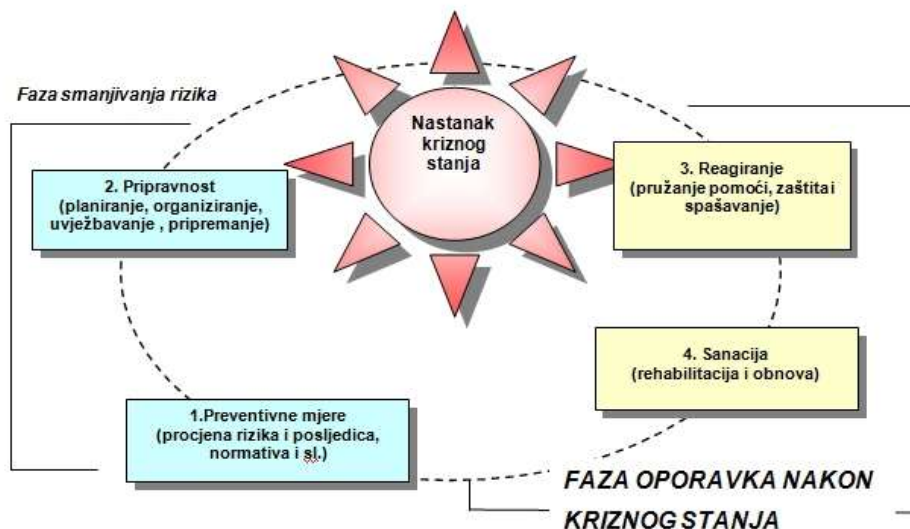 Faza smanjivanja rizika
Nastanak
kriznog
stanja
2. Pripravnost
(planiranje, organiziranje,
uvježbavanje , pripremanje)
3. Reagiranje
(pružanje pomoći, zaštita i
spašavanje)
4. Sanacija
(rehabilitacija i obnova)
1.Preventivne mjere
(procjena rizika i posljedica,
normativa i sl.)
FAZA OPORAVKA NAKON
KRIZNOG STANJA